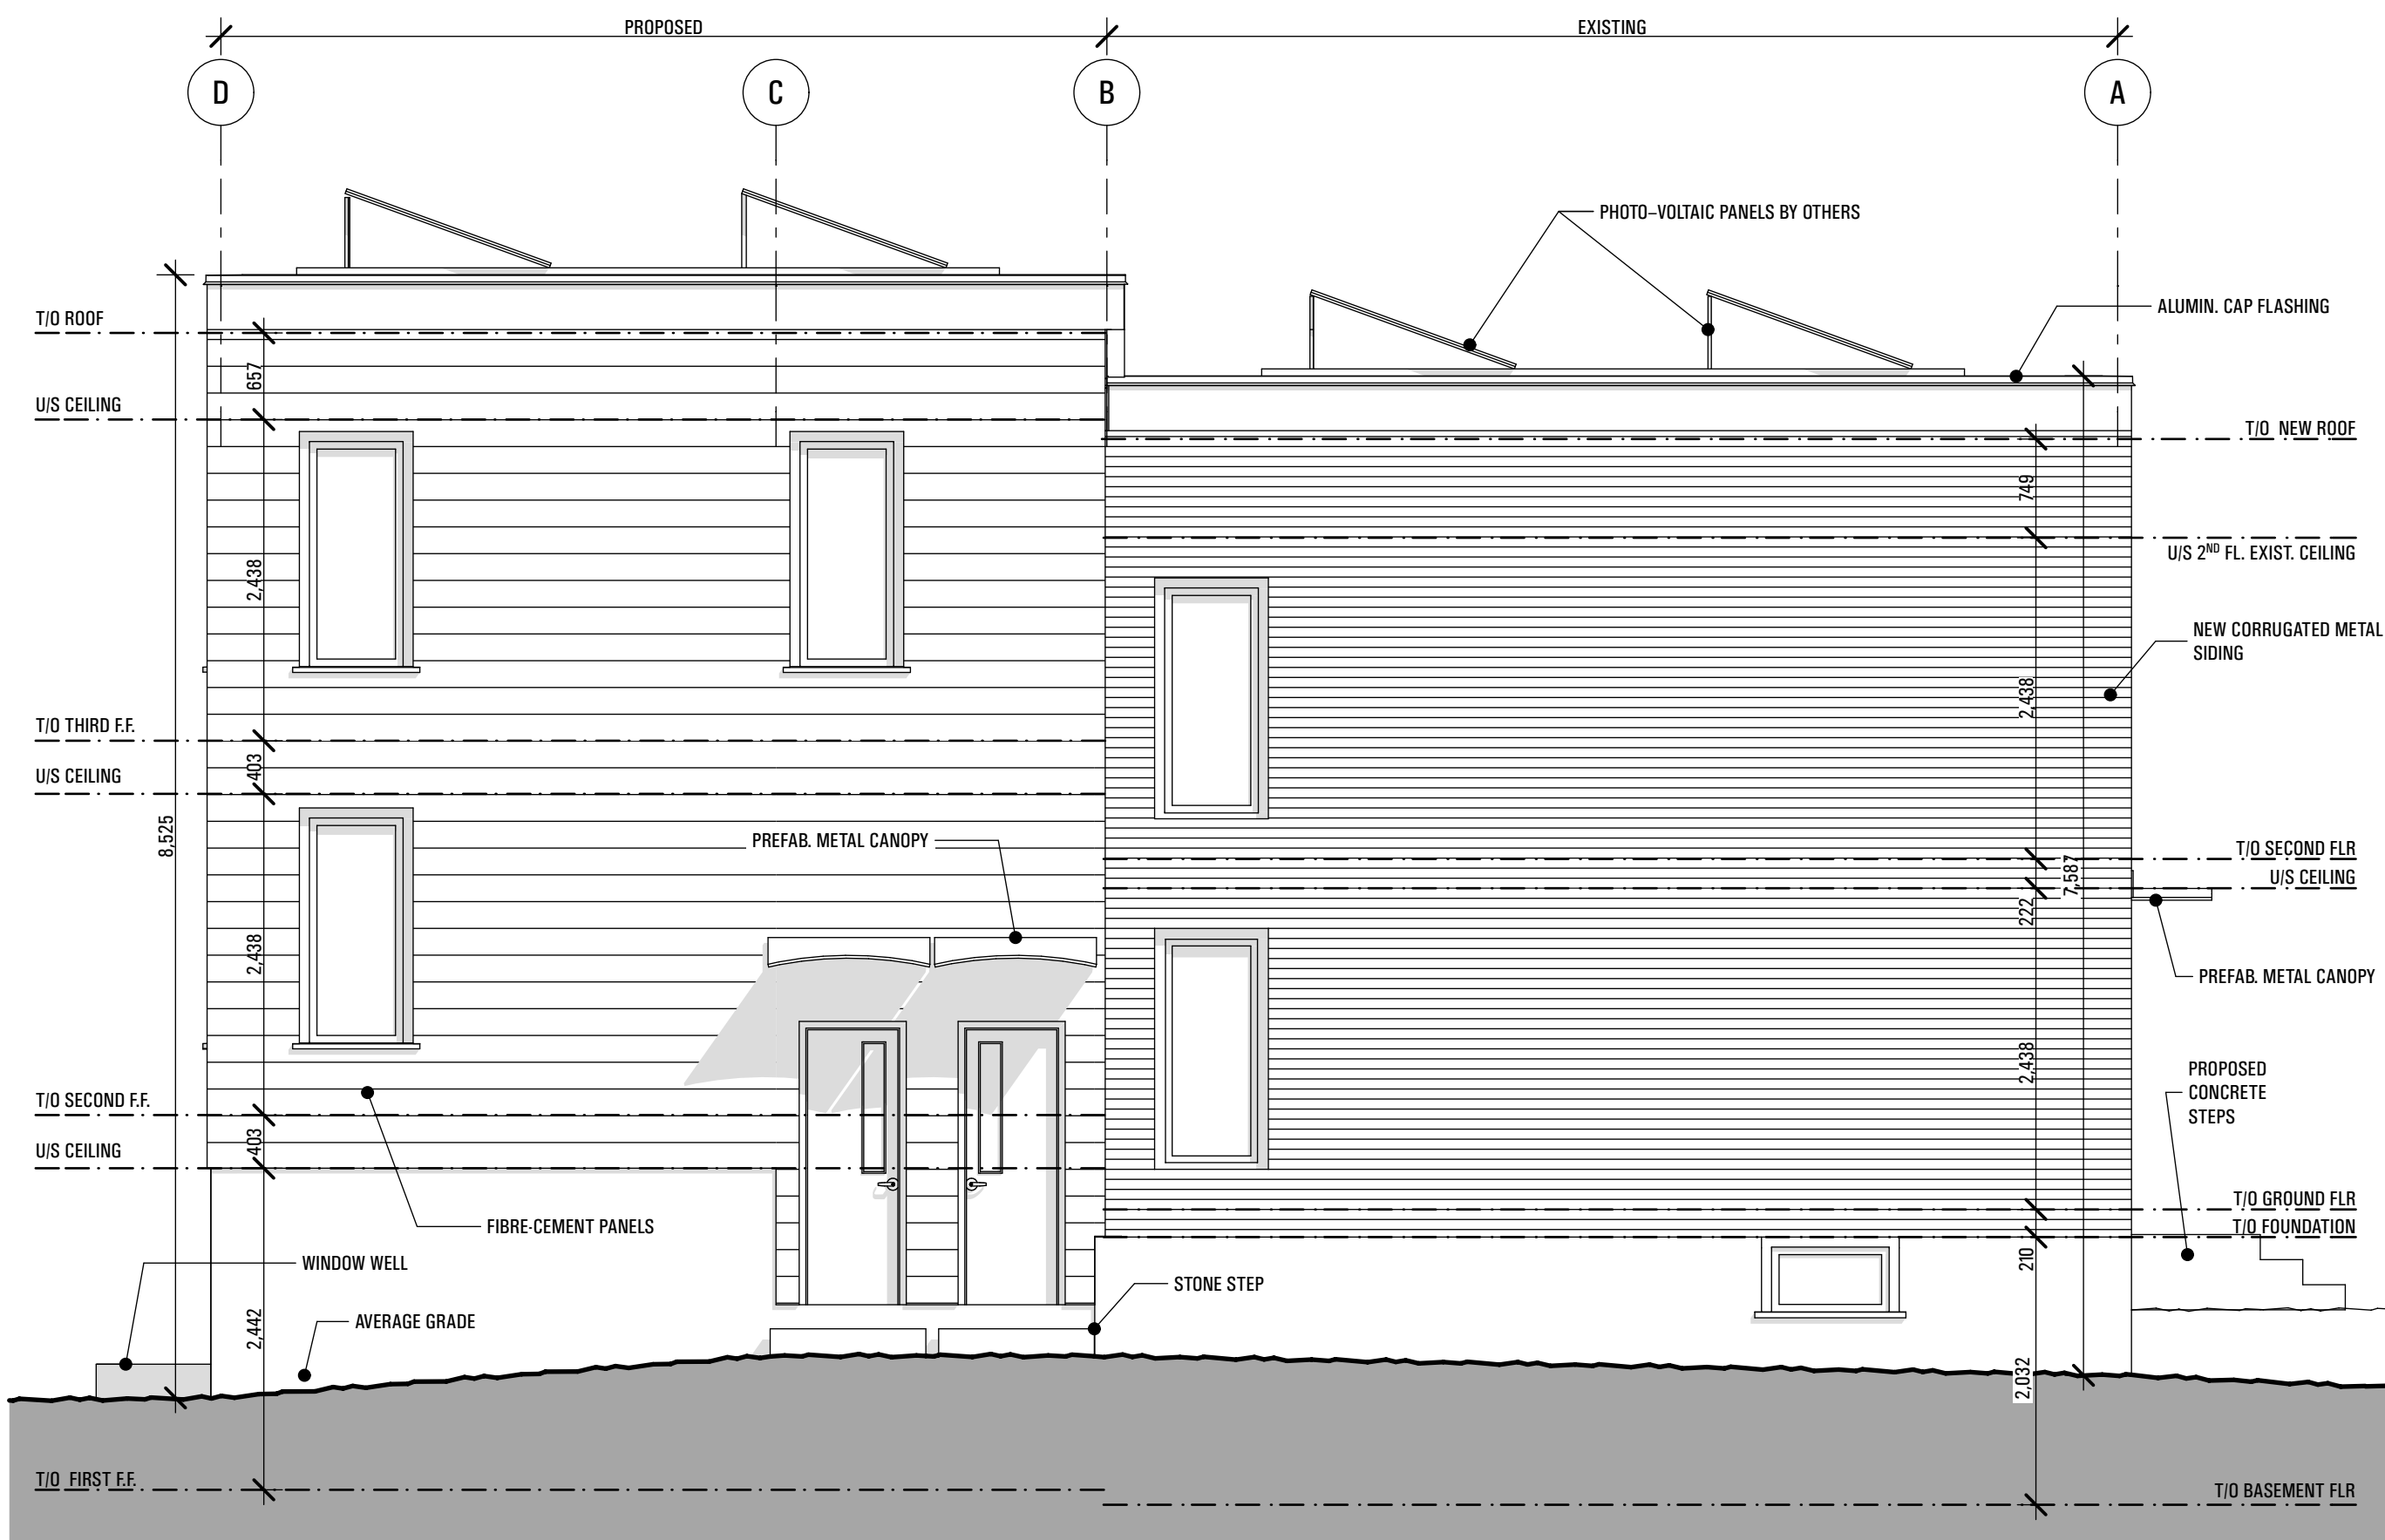 PROPOSED
EXISTING
D
C
B
A
PHOTO–VOLTAIC PANELS BY OTHERS
ALUMIN. CAP FLASHING
T/O ROOF
657
U/S CEILING
T/O NEW ROOF
749
U/S 2ND FL. EXIST. CEILING
2,438
NEW CORRUGATED METAL
SIDING
2,438
T/O THIRD F.F.
403
U/S CEILING
8,525
PREFAB. METAL CANOPY
T/O SECOND FLR
7,587
U/S CEILING
222
2,438
PREFAB. METAL CANOPY
2,438
PROPOSED
CONCRETE
STEPS
T/O SECOND F.F.
403
U/S CEILING
T/O GROUND FLR
T/O FOUNDATION
FIBRE-CEMENT PANELS
WINDOW WELL
210
STONE STEP
AVERAGE GRADE
2,442
2,032
T/O FIRST F.F.
T/O BASEMENT FLR